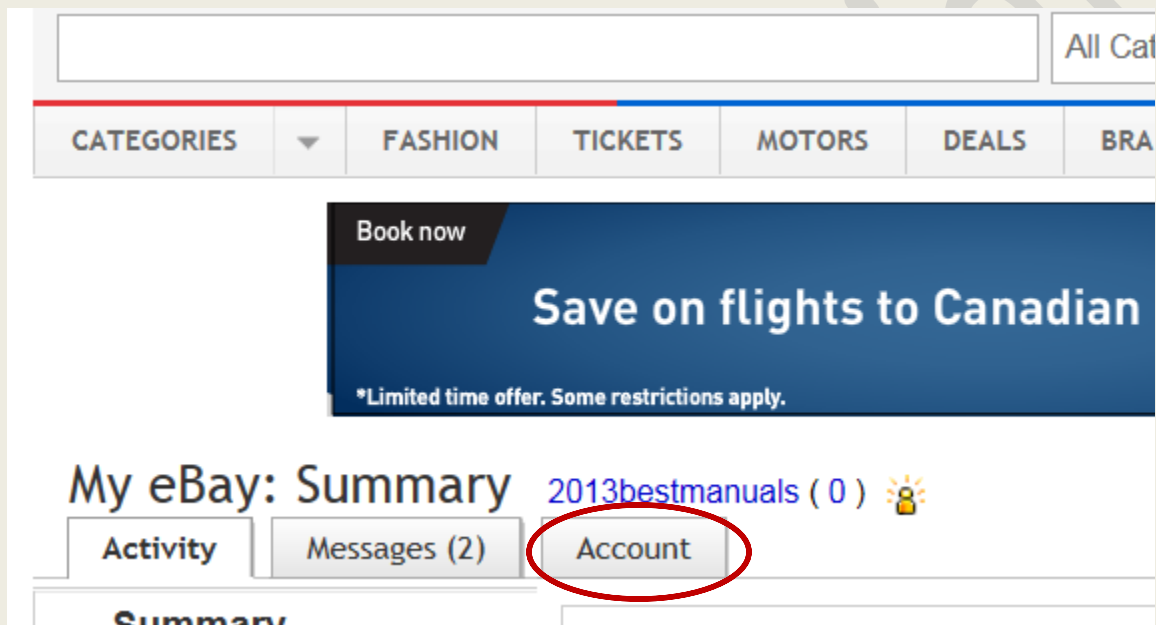 All Cat
CATEGORIES FASHION TICKETS MOTORS DEALS BRA
Book now
Save on flights to Canadian
*Limited time offer. Some restrictions apply.
My eBay: Summary 2013bestmanuals ( 0 )
Activity Messages (2) Account
Summary